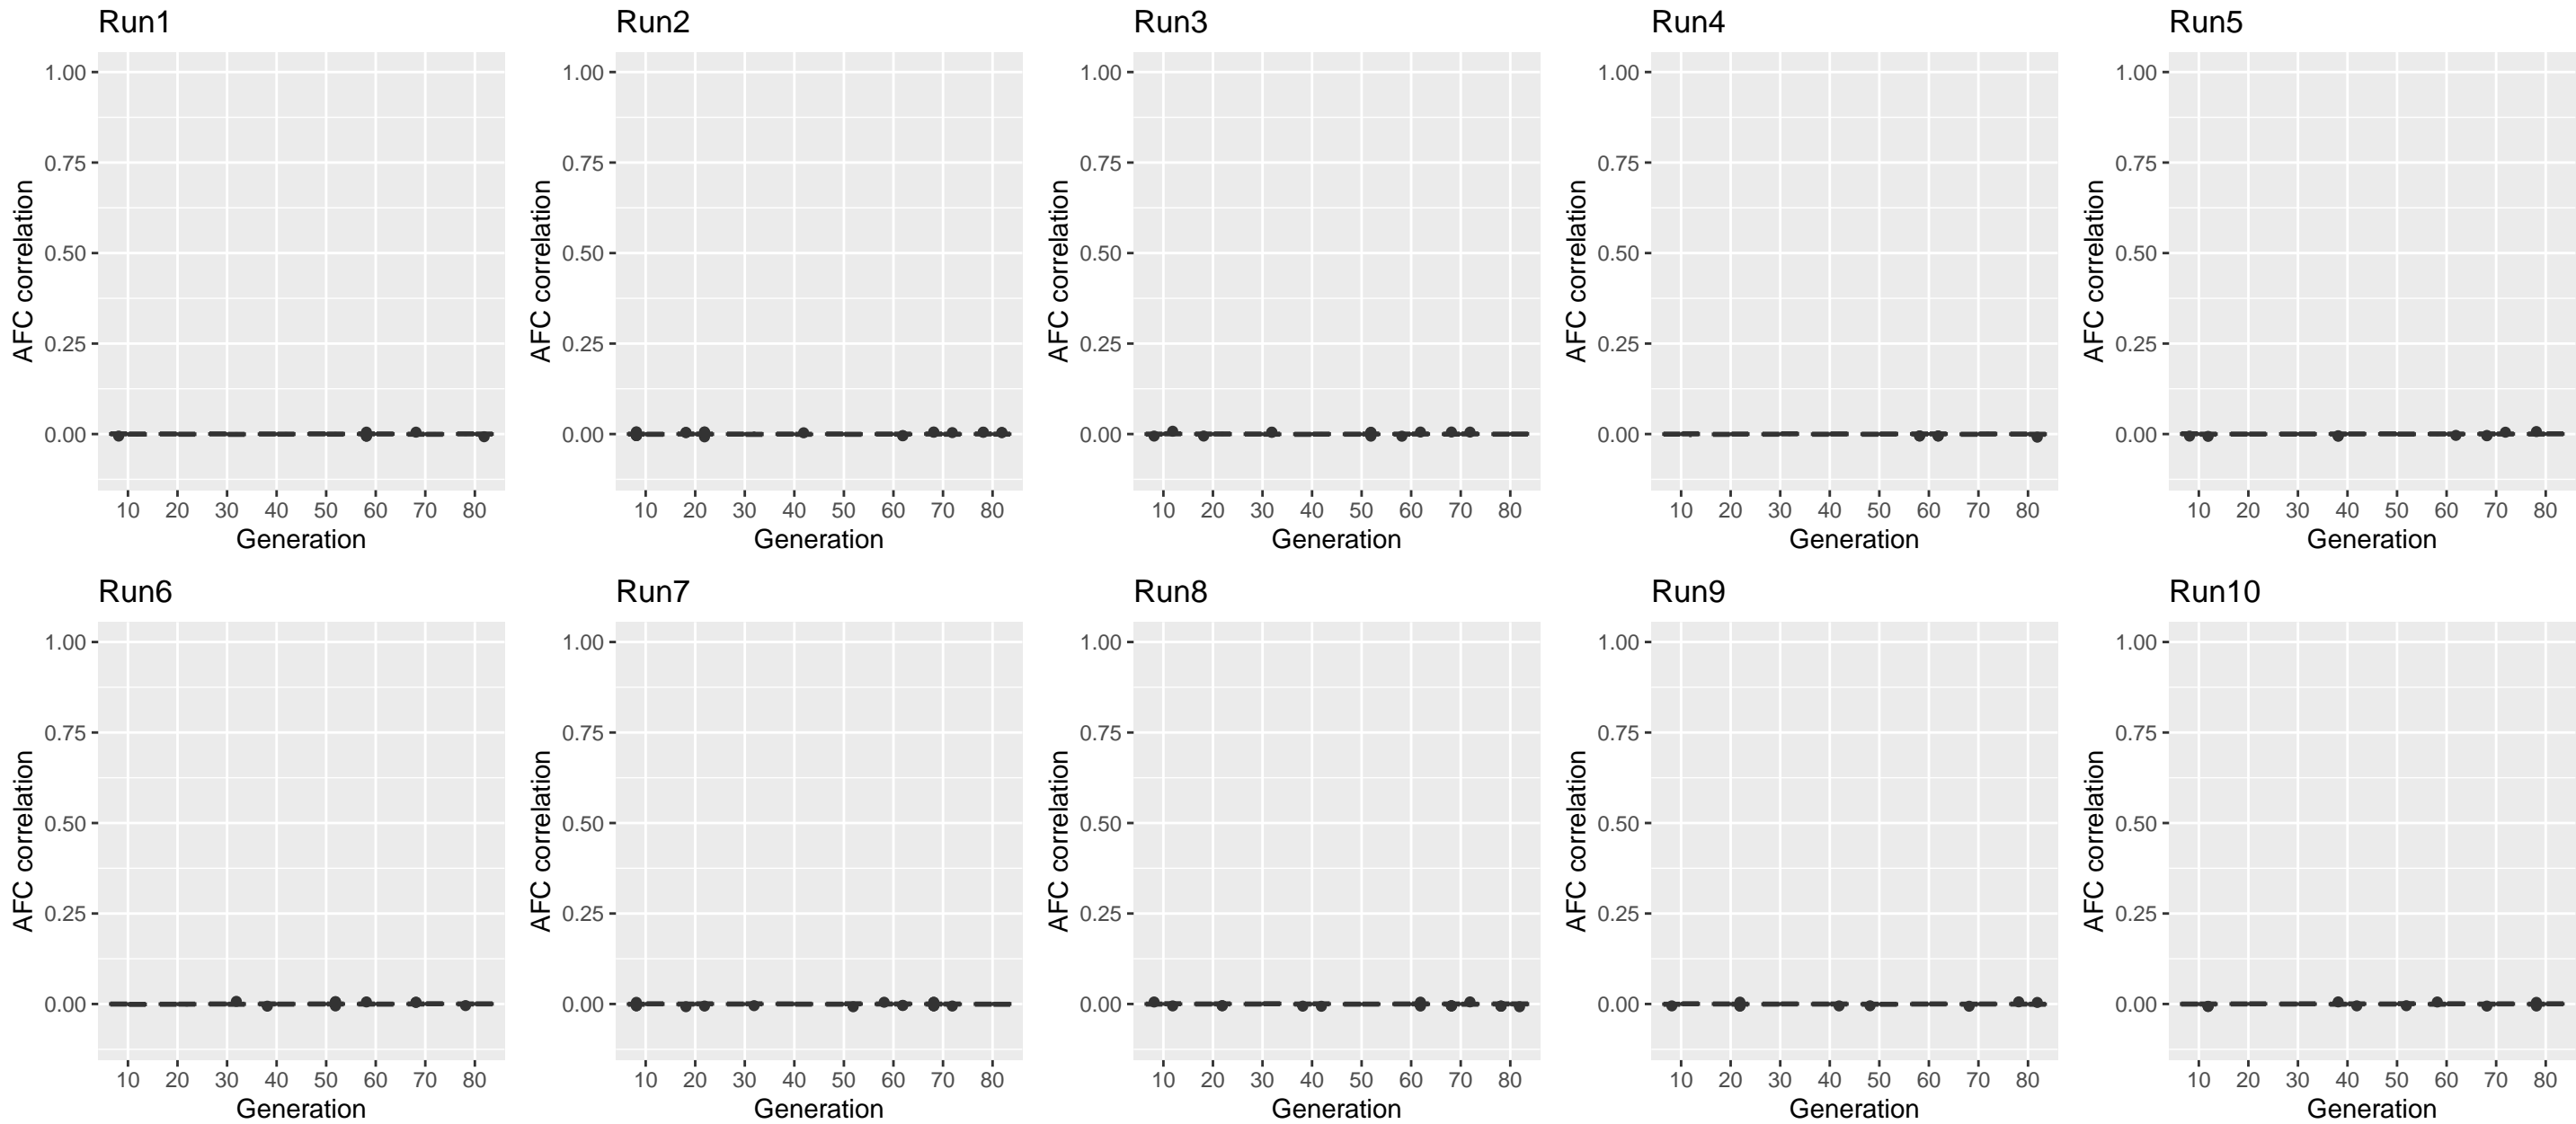 Run1 Run2 Run3 Run4 Run5
1.00 1.00 1.00 1.00 1.00
0.75 0.75 0.75 0.75 0.75
AFC correlation AFC correlation AFC correlation AFC correlation AFC correlation
0.50 0.50 0.50 0.50 0.50
0.25 0.25 0.25 0.25 0.25
0.00 0.00 0.00 0.00 0.00
10 20 30 40 50 60 70 80 10 20 30 40 50 60 70 80 10 20 30 40 50 60 70 80 10 20 30 40 50 60 70 80 10 20 30 40 50 60 70 80
Generation Generation Generation Generation Generation
Run6 Run7 Run8 Run9 Run10
1.00 1.00 1.00 1.00 1.00
0.75 0.75 0.75 0.75 0.75
AFC correlation AFC correlation AFC correlation AFC correlation AFC correlation
0.50 0.50 0.50 0.50 0.50
0.25 0.25 0.25 0.25 0.25
0.00 0.00 0.00 0.00 0.00
10 20 30 40 50 60 70 80 10 20 30 40 50 60 70 80 10 20 30 40 50 60 70 80 10 20 30 40 50 60 70 80 10 20 30 40 50 60 70 80
Generation Generation Generation Generation Generation